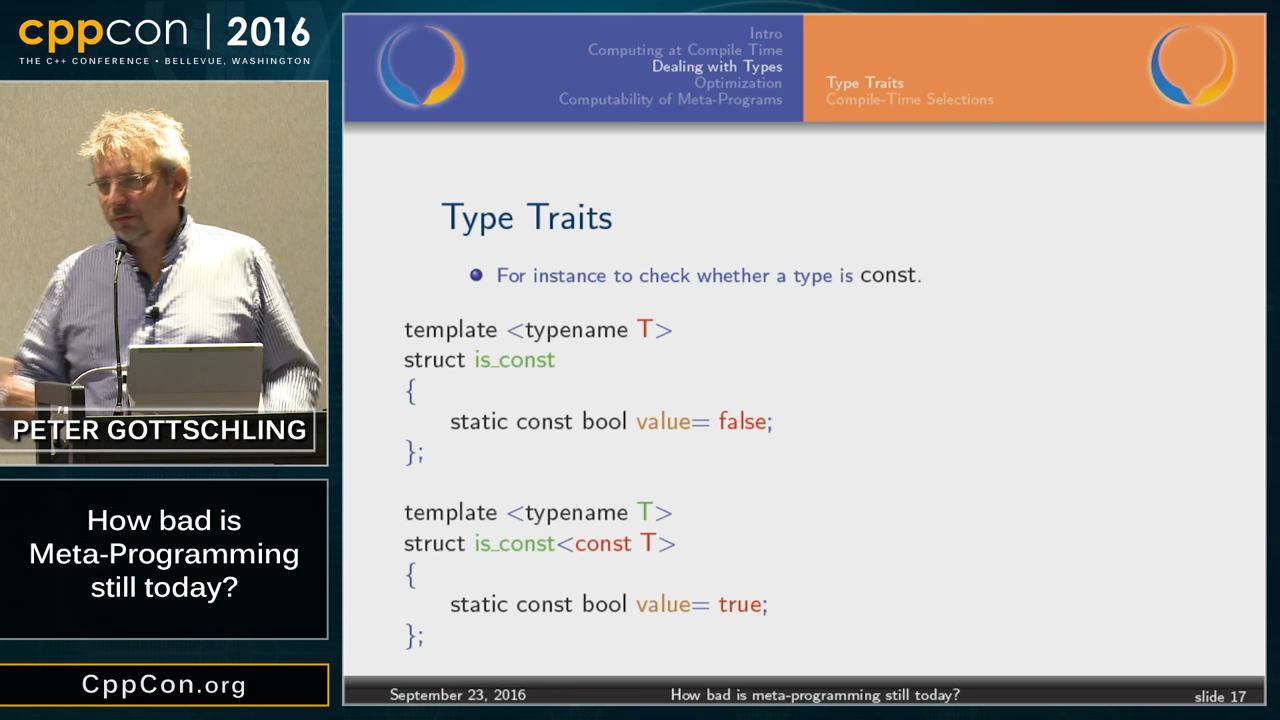 cppcon | 2016
THE C++ CONFERENCE • BELLEVUE, WASHINGTON
PETER GOTTSCHLING
How bad is
Meta-Programming
still today?
CppCon.org
Intro
Computing at Compile Time
Dealing with Types
Optimization
Computability of Meta-Programs
Type Traits
Compile-Time Selections
Type Traits
For instance to check whether a type is const.
template <typename T>
struct is_const
{
static const bool value= false;
};
template <typename T>
struct is_const<const T>
{
static const bool value= true;
};
September 23, 2016
How bad is meta-programming still today?
slide 17